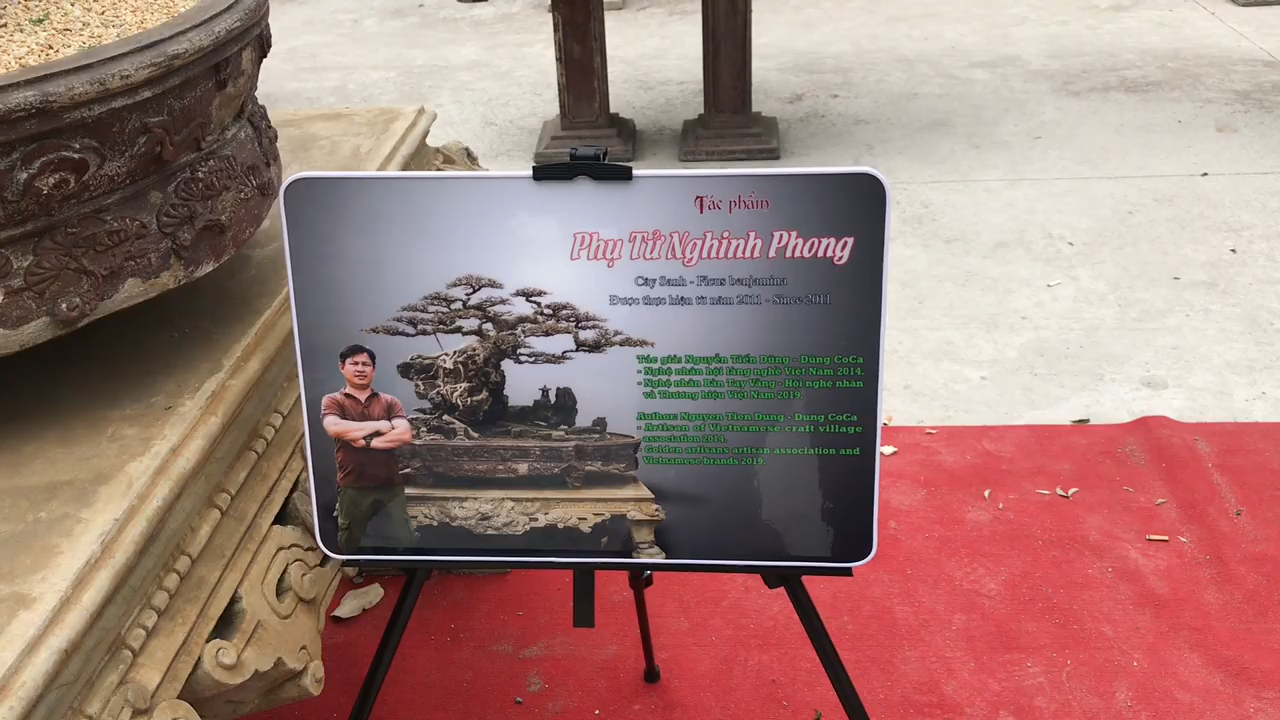 Tác phẩm
Phụ Tử Nghinh Phong
Cây Sanh - Ficus benjamina
Được thực hiện từ năm 2011 - Since 2011
Tác giả: Nguyễn Tiến Dũng - Dũng CoCa
- Nghệ nhân hội làng nghề Việt Nam 2014.
- Nghệ nhân Bàn Tay Vàng - Hội nghệ nhân
và Thương hiệu Việt Nam 2019.
Author: Nguyen Tien Dung - Dung CoCa
- Artisan of Vietnamese craft village
association 2014.
- Golden artisans artisan association and
Vietnamese brands 2019.